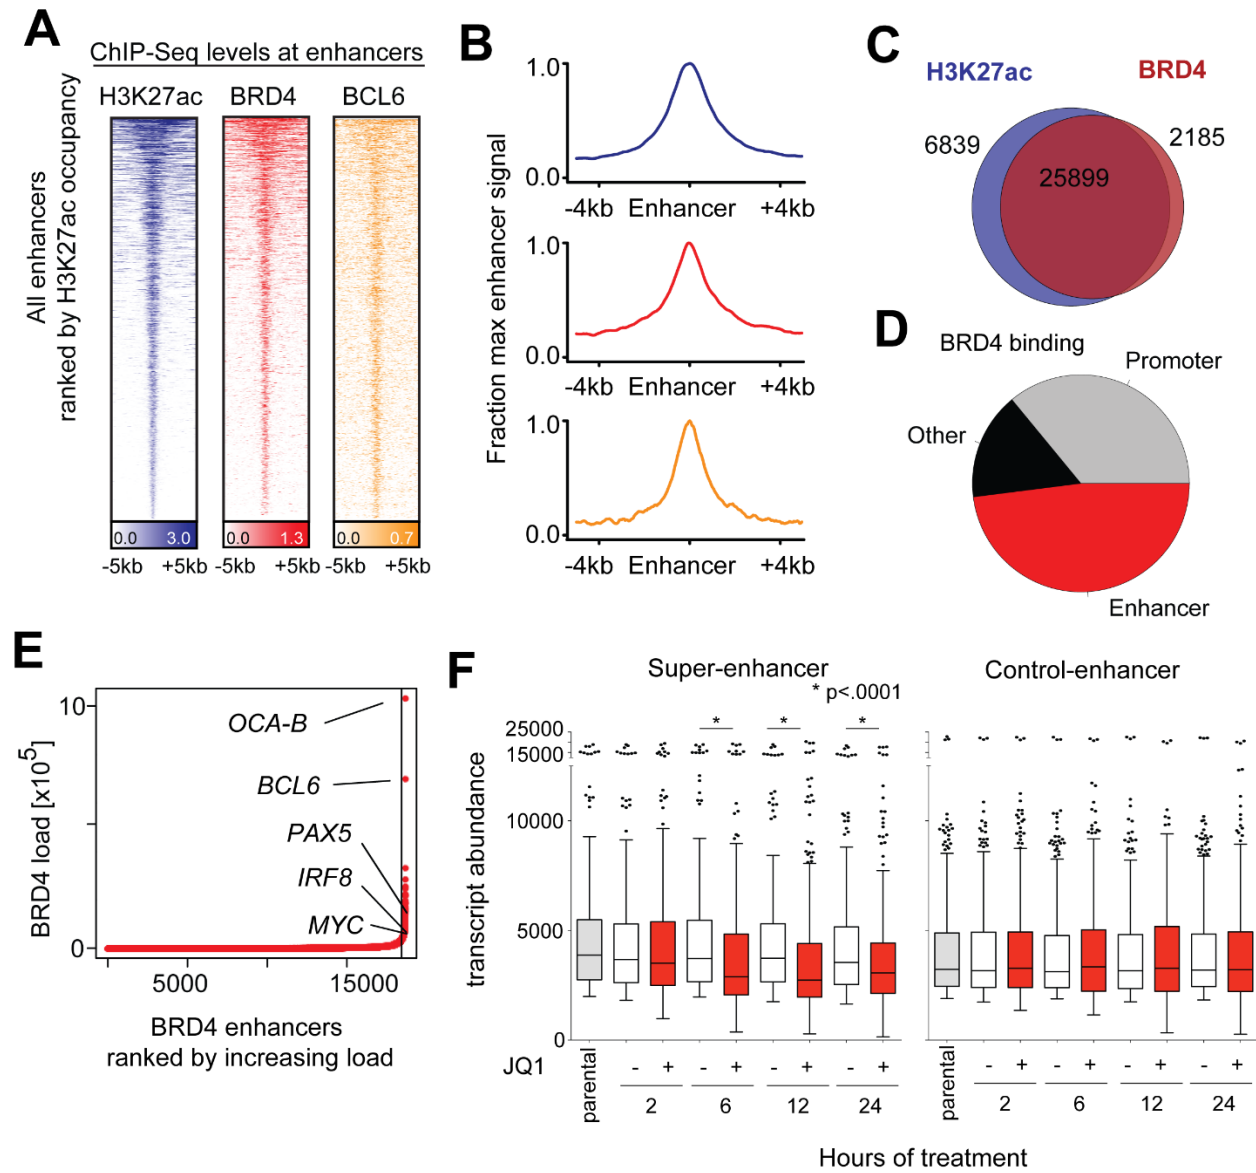 A
ChIP-Seq levels at enhancers
H3K27ac BRD4 BCL6
All enhancers
ranked by H3K27ac occupancy
0.0 3.0 0.0 1.3 0.0 0.7
-5kb +5kb -5kb +5kb -5kb +5kb
B
Fraction max enhancer signal
1.0
0.0
-4kb Enhancer +4kb
1.0
0.0
-4kb Enhancer +4kb
1.0
0.0
-4kb Enhancer +4kb
C
H3K27ac BRD4
6839 2185
25899
D
BRD4 binding
Promoter
Other
Enhancer
E
BRD4 load [x10^5]
10
0
OCA-B
BCL6
PAX5
IRF8
MYC
5000 15000
BRD4 enhancers
ranked by increasing load
F
Super-enhancer Control-enhancer
* p<.0001
* * *
transcript abundance
25000
15000
10000
5000
0
JQ1 parental - + - + - + - + parental - + - + - + - +
2 6 12 24 2 6 12 24
Hours of treatment